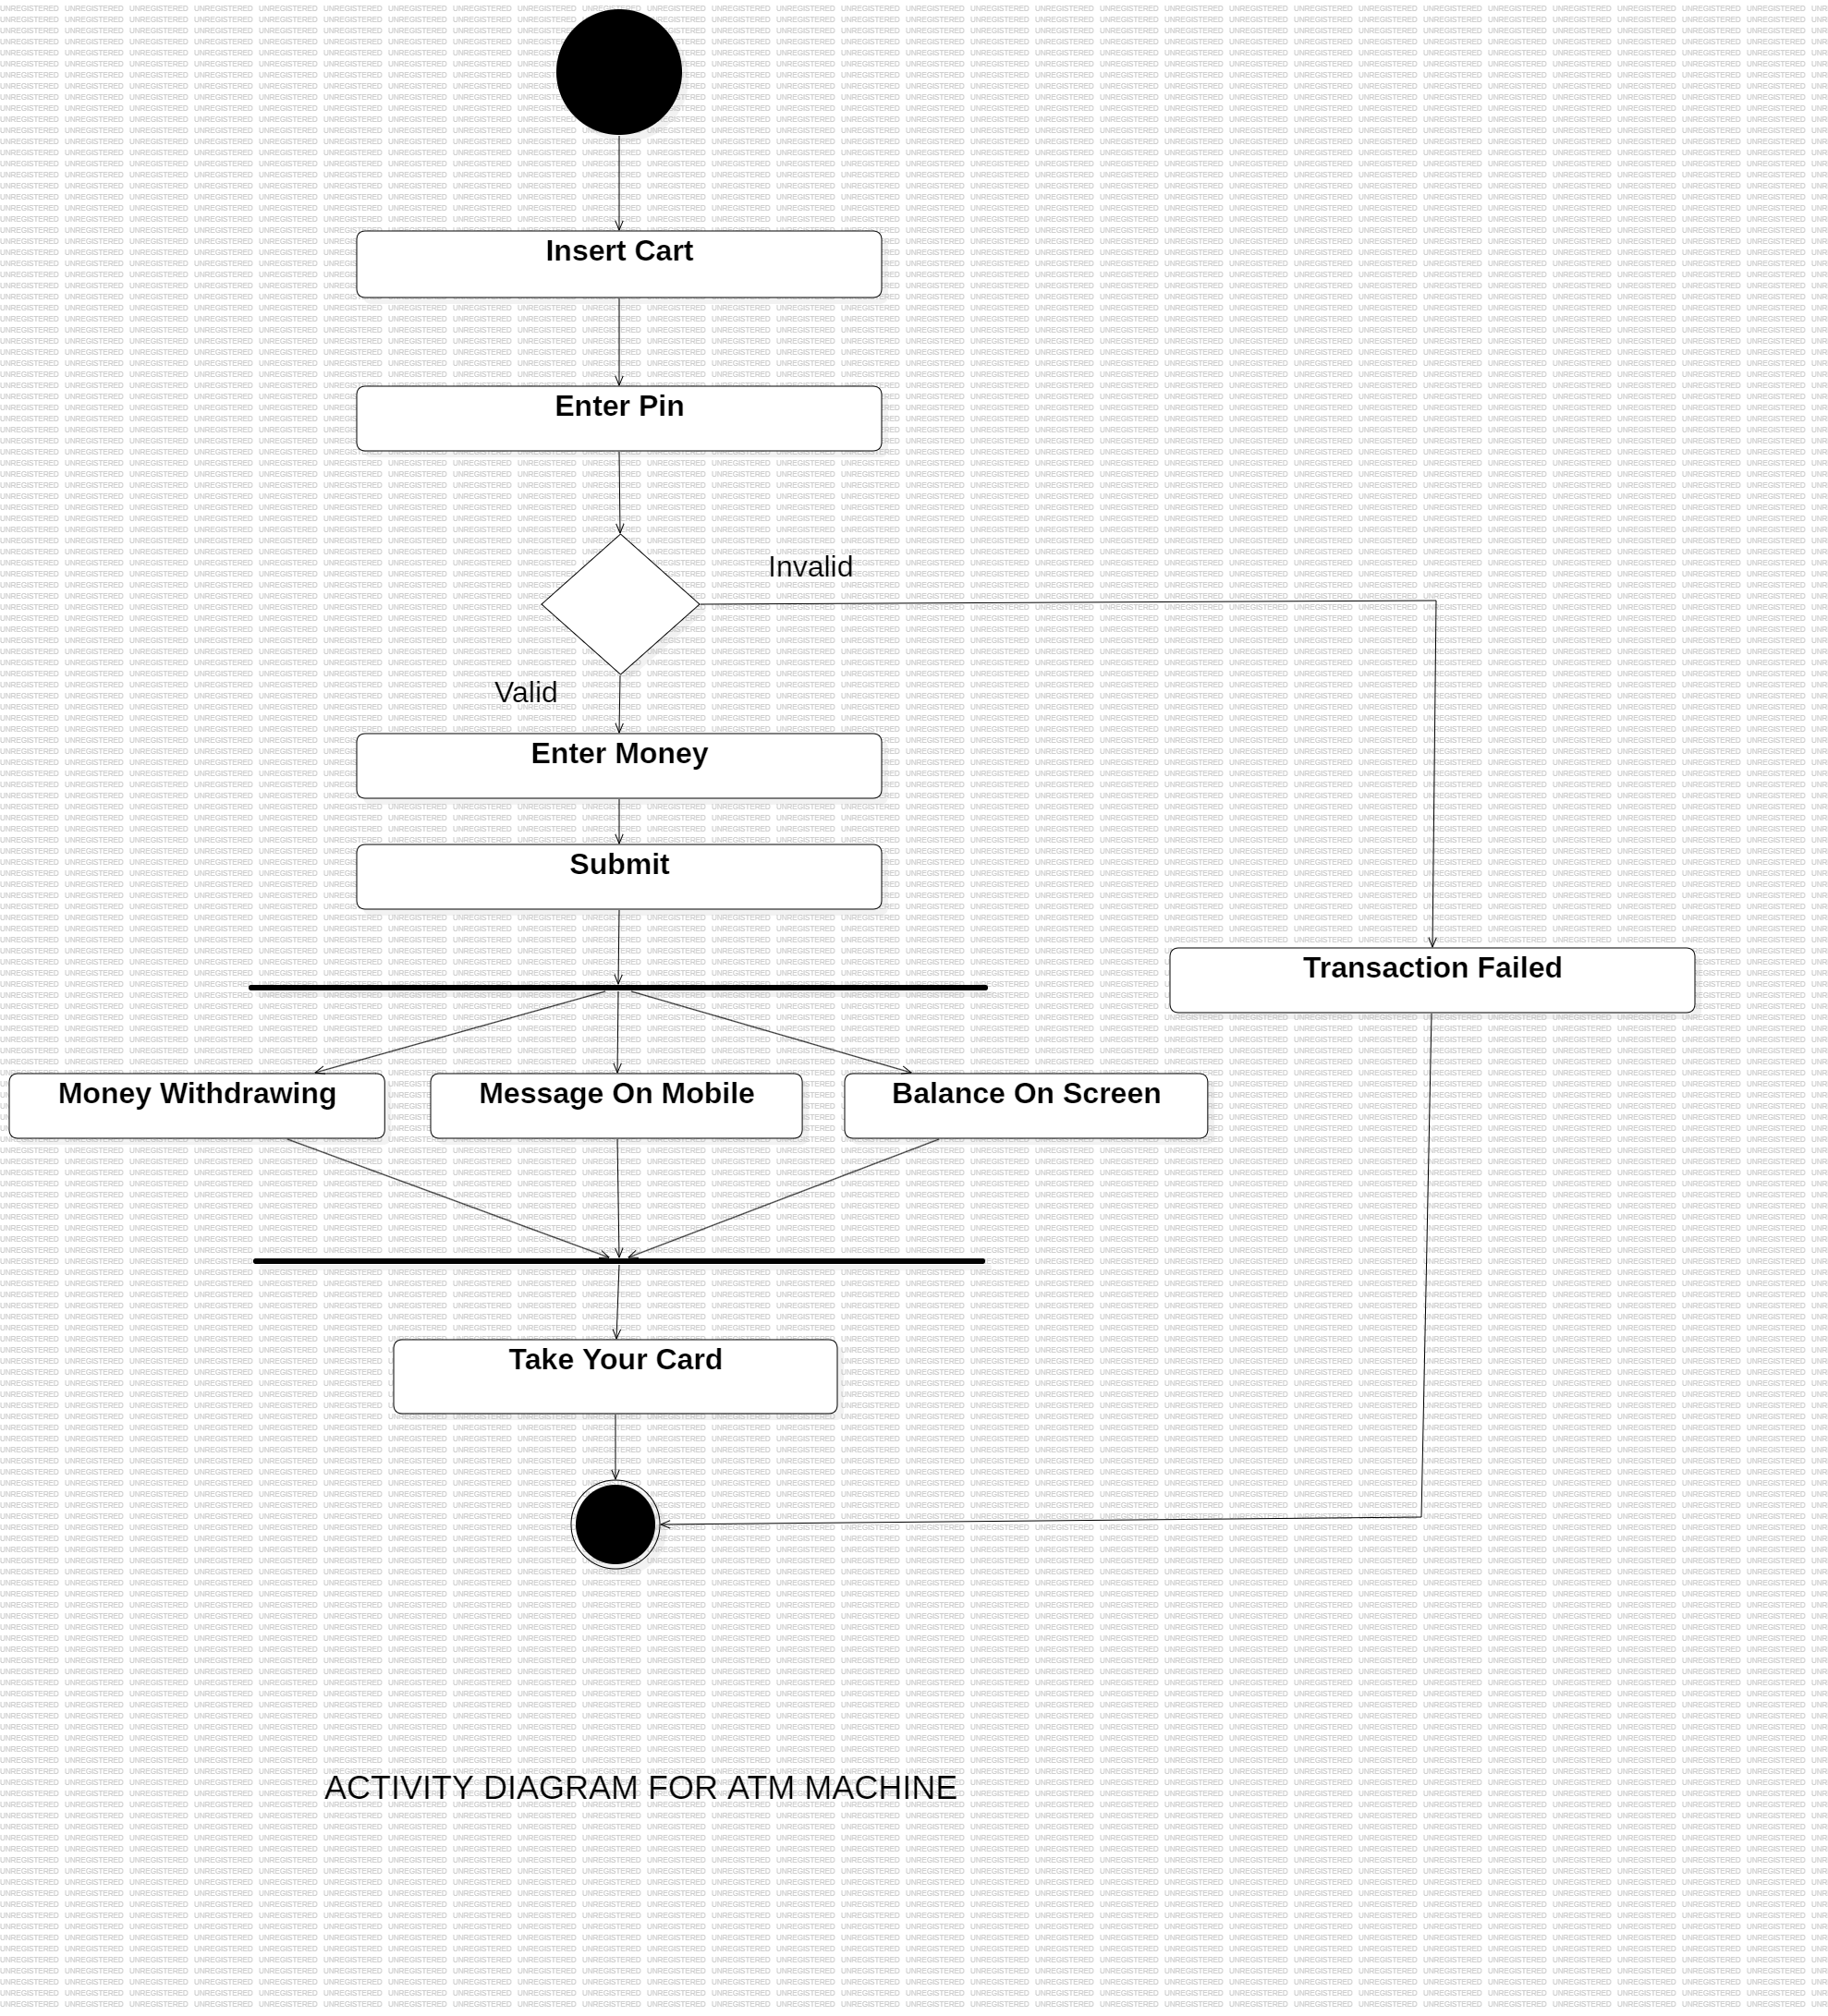 Insert Cart
Enter Pin
Invalid
Valid
Enter Money
Submit
Transaction Failed
Money Withdrawing
Message On Mobile
Balance On Screen
Take Your Card
ACTIVITY DIAGRAM FOR ATM MACHINE
UNREGISTERED